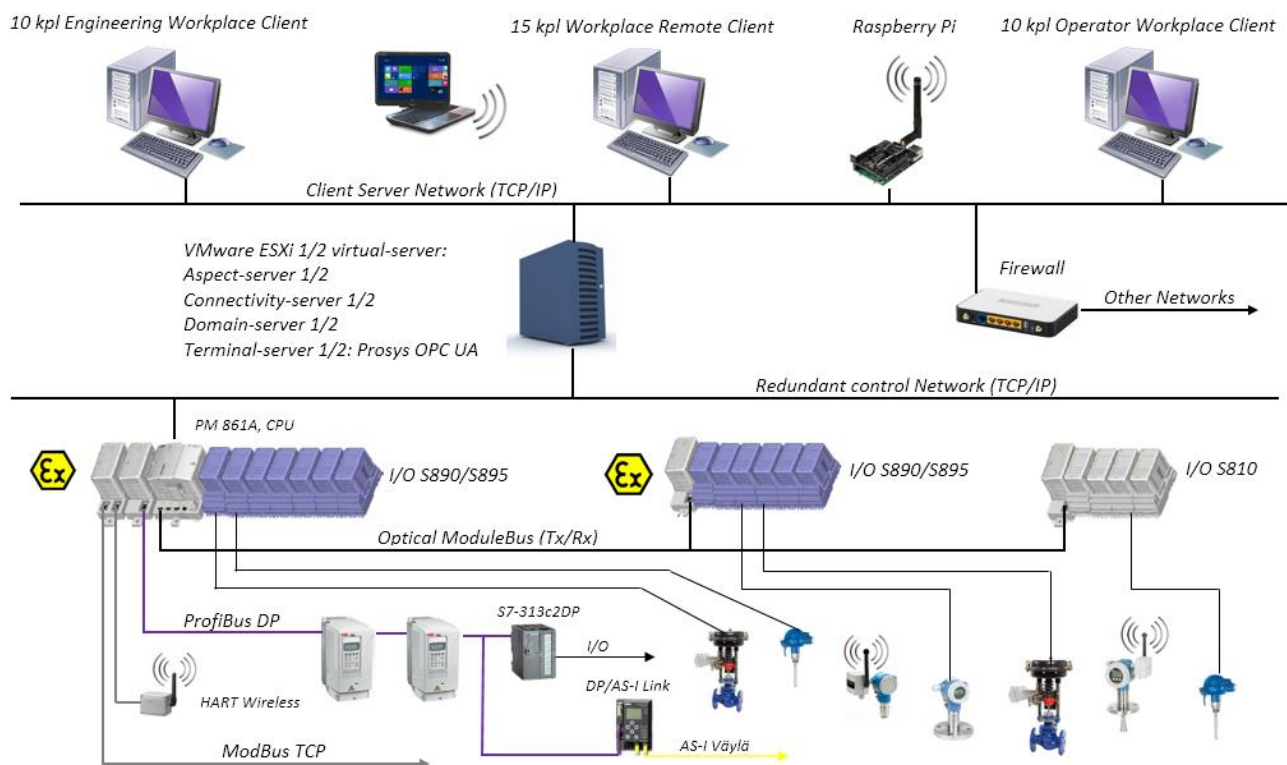 10 kpl Engineering Workplace Client
15 kpl Workplace Remote Client
Raspberry Pi
10 kpl Operator Workplace Client
Client Server Network (TCP/IP)
VMware ESXi 1/2 virtual-server:
Aspect-server 1/2
Connectivity-server 1/2
Domain-server 1/2
Terminal-server 1/2: Prosys OPC UA
Firewall
Other Networks
Redundant control Network (TCP/IP)
PM 861A, CPU
Ex
I/O S890/S895
Ex
I/O S890/S895
I/O S810
Optical ModuleBus (Tx/Rx)
ProfiBus DP
S7-313c2DP
I/O
DP/AS-I Link
HART Wireless
ModBus TCP
AS-I Väylä